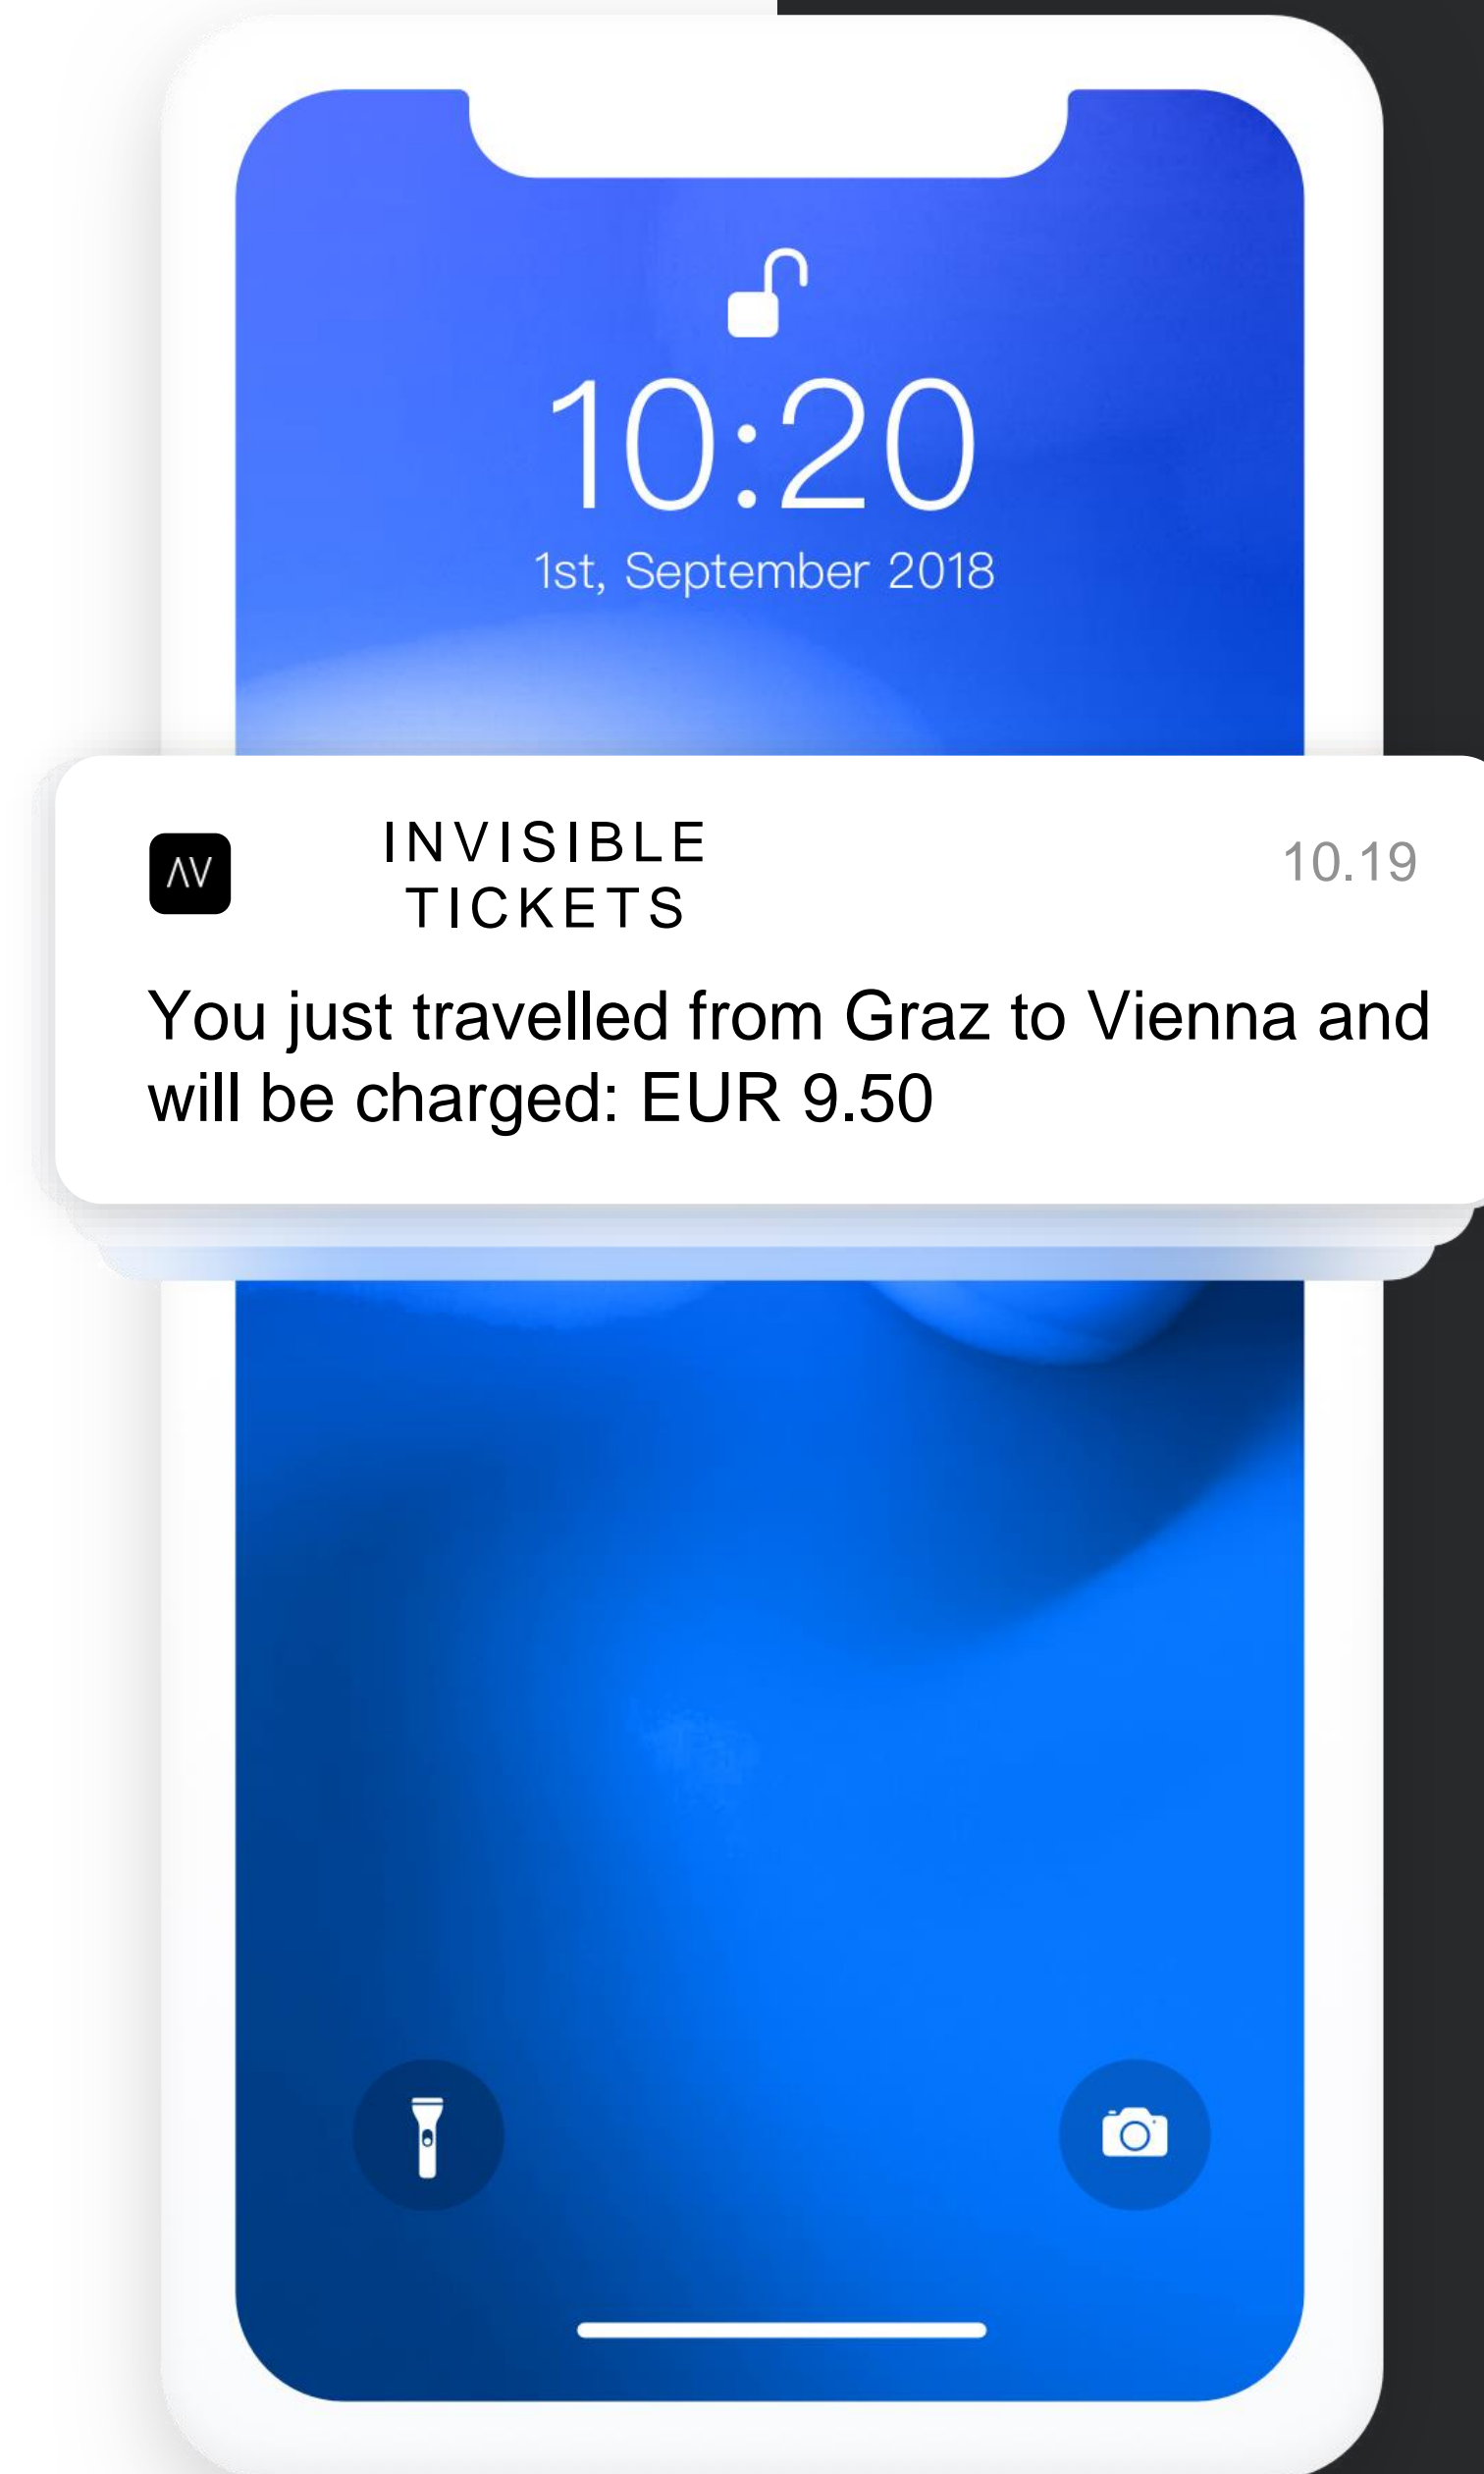 10:20
1st, September 2018
ΛV
INVISIBLE
TICKETS
10.19
You just travelled from Graz to Vienna and
will be charged: EUR 9.50